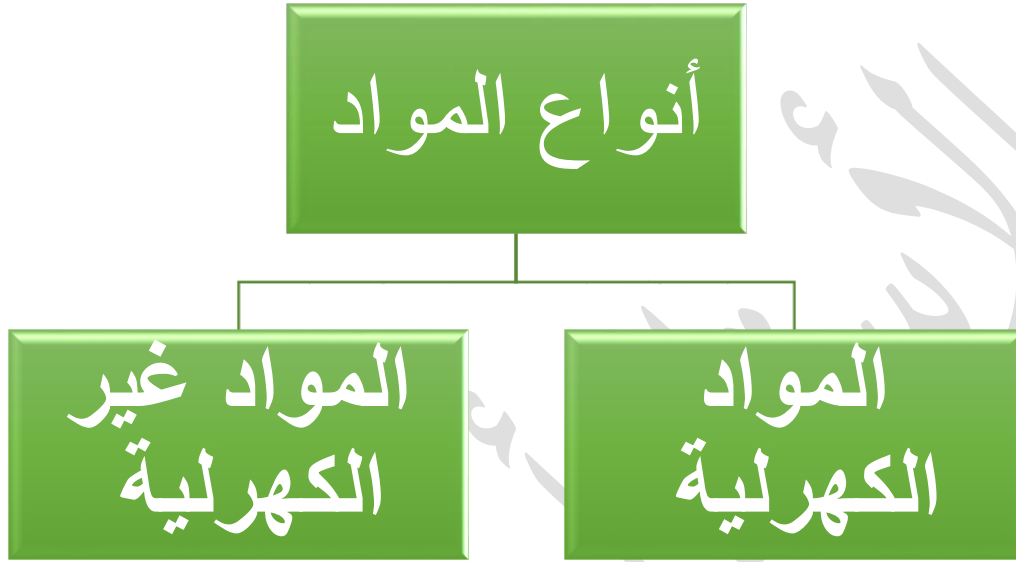 أنواع المواد
المواد
الكهرلية
المواد غير
الكهرلية